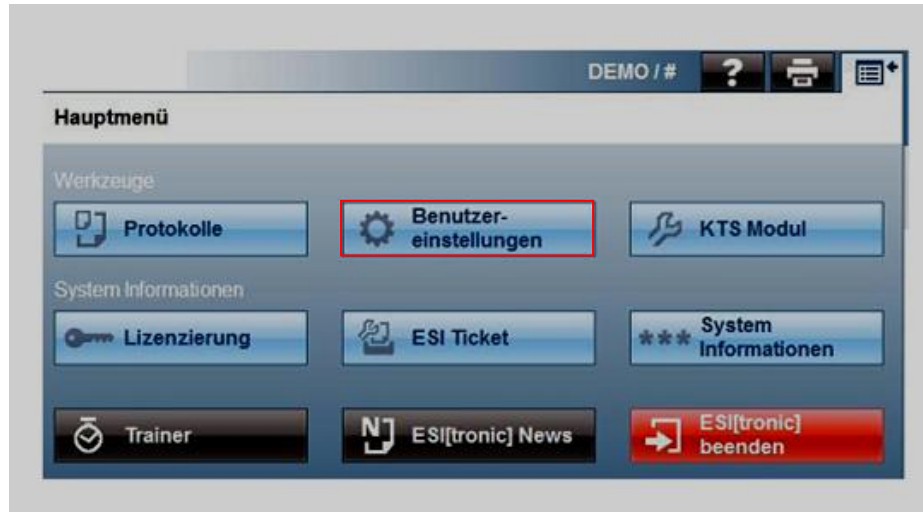 DEMO / #
?
Hauptmenü
Werkzeuge
Protokolle
Benutzer-
einstellungen
KTS Modul
System Informationen
Lizenzierung
ESI Ticket
***
System
Informationen
Trainer
N
ESI[tronic] News
ESI[tronic]
beenden